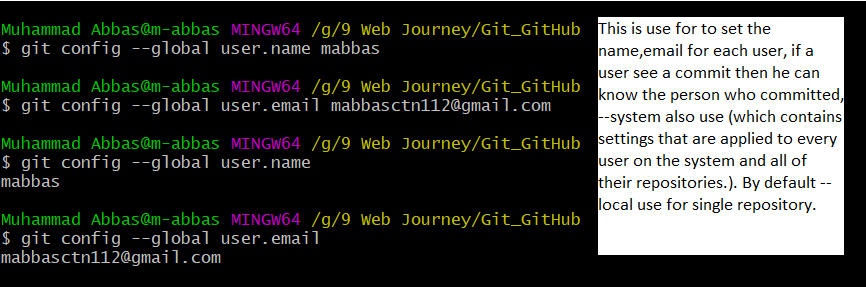 Muhammad Abbas@m-abbas MINGW64 /g/9 Web Journey/Git_GitHub
$ git config --global user.name mabbas
Muhammad Abbas@m-abbas MINGW64 /g/9 Web Journey/Git_GitHub
$ git config --global user.email mabbasctn112@gmail.com
Muhammad Abbas@m-abbas MINGW64 /g/9 Web Journey/Git_GitHub
$ git config --global user.name
mabbas
Muhammad Abbas@m-abbas MINGW64 /g/9 Web Journey/Git_GitHub
$ git config --global user.email
mabbasctn112@gmail.com
This is use for to set the
name,email for each user, if a
user see a commit then he can
know the person who committed,
--system also use (which contains
settings that are applied to every
user on the system and all of
their repositories.). By default --
local use for single repository.